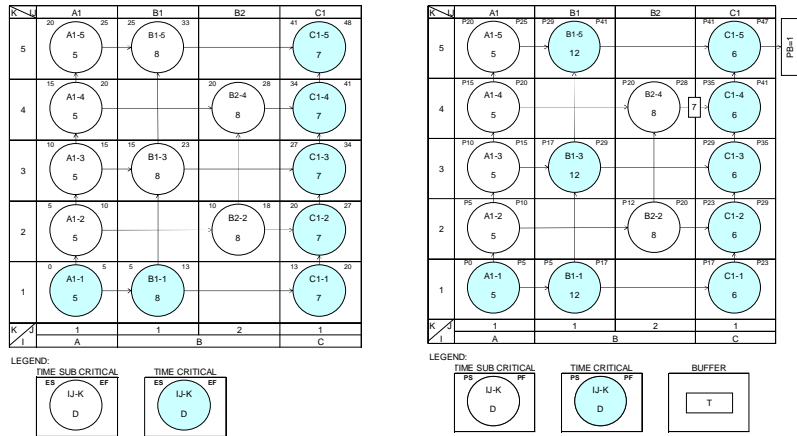 K IJ A1 B1 B2 C1
20 25 25 33 41 48
5 A1-5 B1-5 C1-5
5 8 7
15 20 20 28 34 41
4 A1-4 B2-4 C1-4
5 8 7
10 15 15 23 27 34
3 A1-3 B1-3 C1-3
5 8 7
5 10 10 18 20 27
2 A1-2 B2-2 C1-2
5 8 7
0 5 5 13 13 20
1 A1-1 B1-1 C1-1
5 8 7
K J 1 1 2 1
I A B C
LEGEND:
TIME SUB CRITICAL TIME CRITICAL
ES EF ES EF
IJ-K IJ-K
D D
K IJ A1 B1 B2 C1
P20 P25 P29 P41 P41 P47
5 A1-5 B1-5 C1-5 PB=1
5 12 6
P15 P20 P20 P28 P35 P41
4 A1-4 B2-4 7 C1-4
5 8 6
P10 P15 P17 P29 P29 P35
3 A1-3 B1-3 C1-3
5 12 6
P5 P10 P12 P20 P23 P29
2 A1-2 B2-2 C1-2
5 8 6
P0 P5 P5 P17 P17 P23
1 A1-1 B1-1 C1-1
5 12 6
K J 1 1 2 1
I A B C
LEGEND:
TIME SUB CRITICAL TIME CRITICAL BUFFER
PS PF PS PF
IJ-K IJ-K T
D D